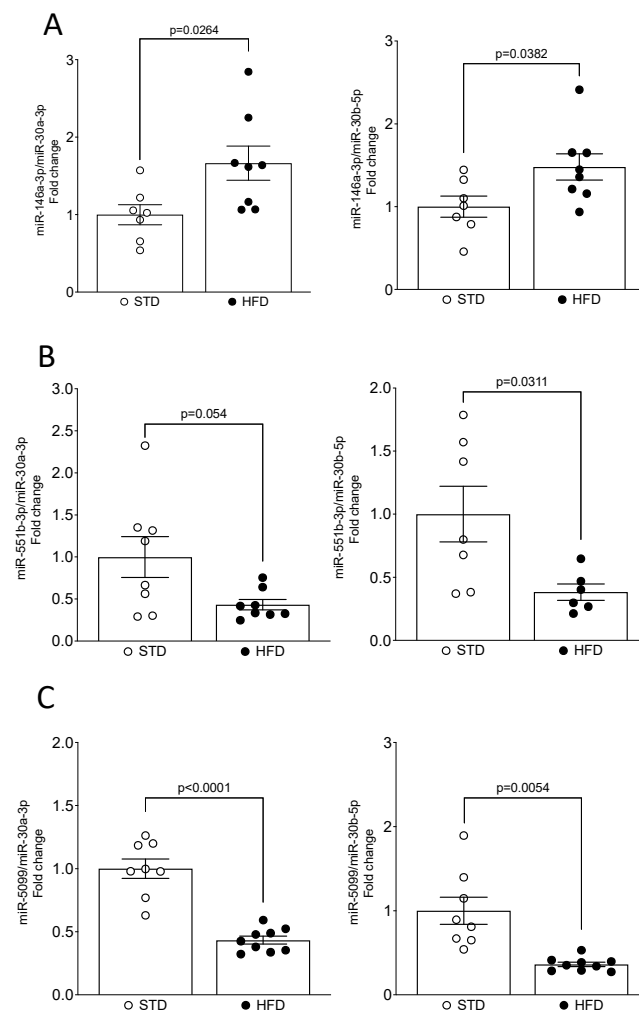 A
p=0.0264
miR-146a-3p/miR-30a-3p
Fold change
3
2
1
0
STD
HFD
p=0.0382
miR-146a-3p/miR-30b-5p
Fold change
3
2
1
0
STD
HFD
B
p=0.054
miR-551b-3p/miR-30a-3p
Fold change
3.0
2.5
2.0
1.5
1.0
0.5
0.0
STD
HFD
p=0.0311
miR-551b-3p/miR-30b-5p
Fold change
2.0
1.5
1.0
0.5
0.0
STD
HFD
C
p<0.0001
miR-5099/miR-30a-3p
Fold change
2.0
1.5
1.0
0.5
0.0
STD
HFD
p=0.0054
miR-5099/miR-30b-5p
Fold change
3
2
1
0
STD
HFD